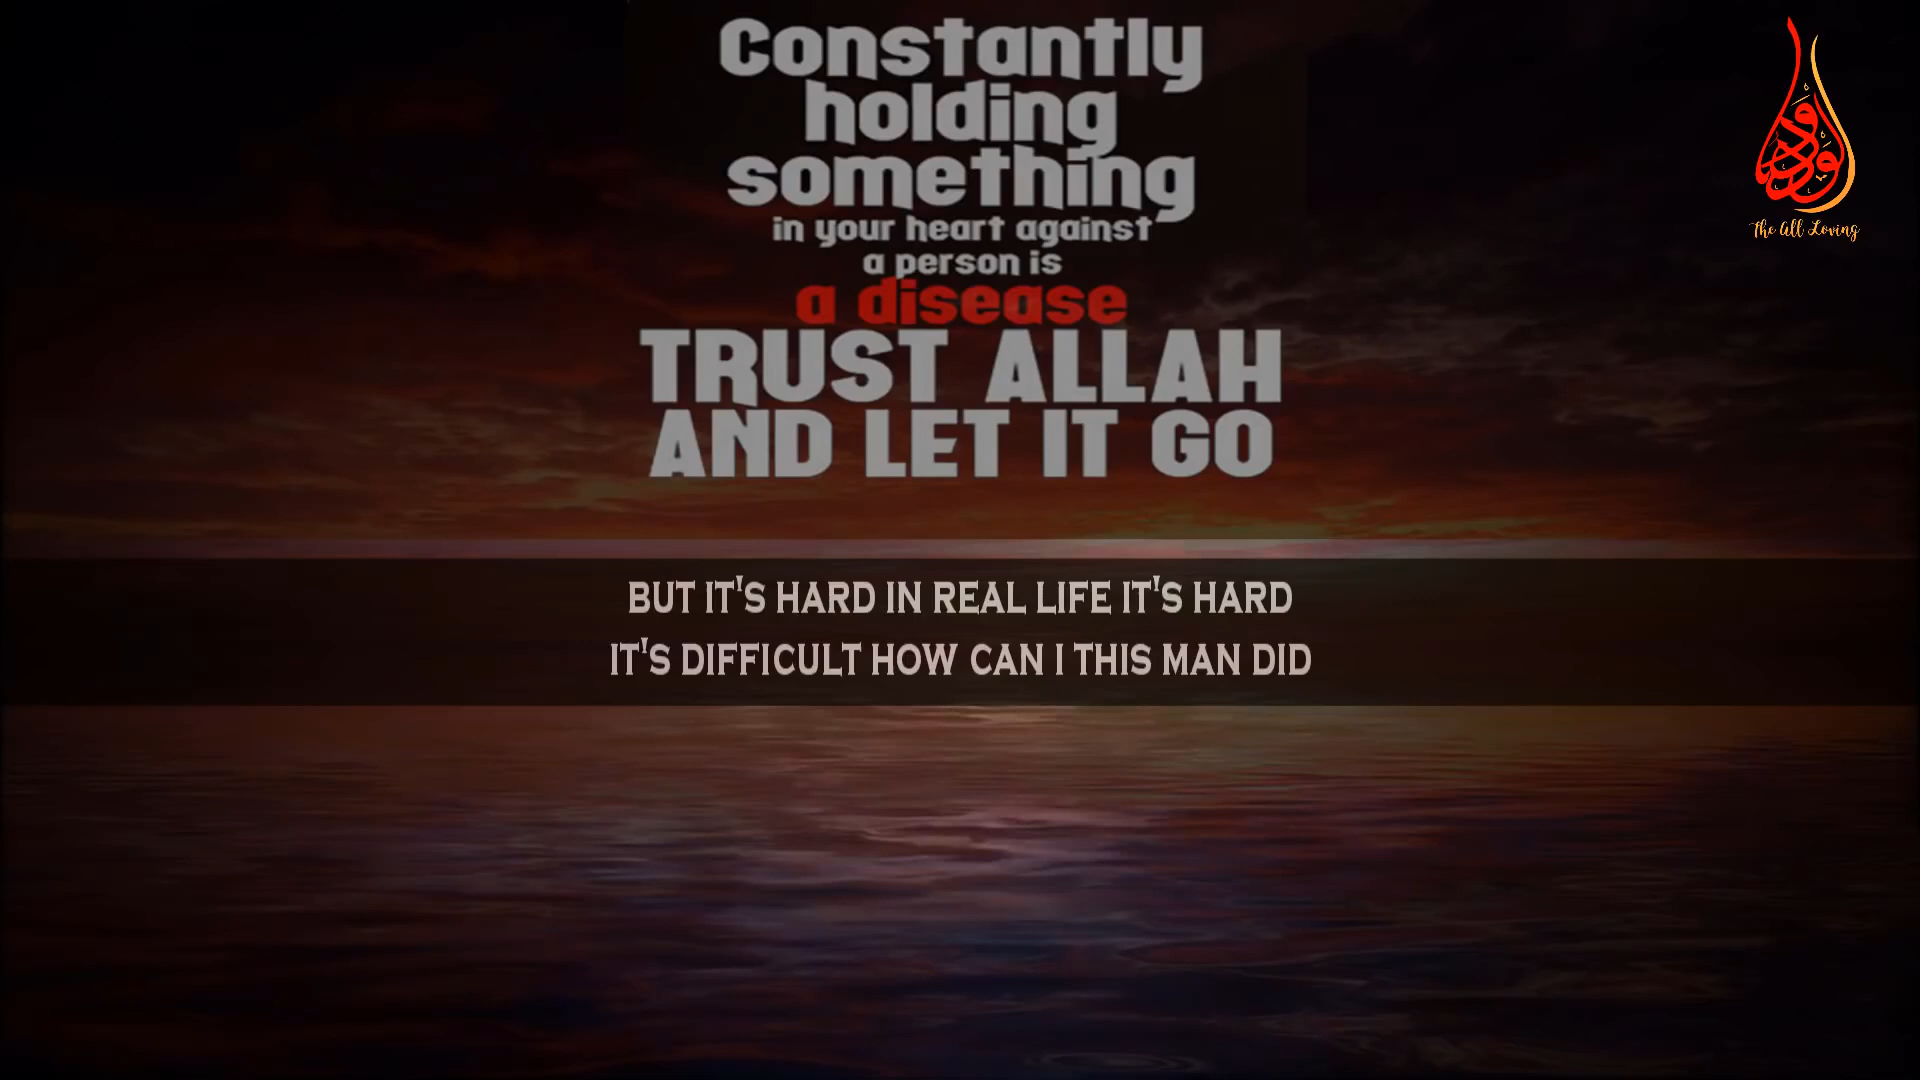 Constantly
holding
something
in your heart against
a person is
a disease
TRUST ALLAH
AND LET IT GO
The All Loving
BUT IT'S HARD IN REAL LIFE IT'S HARD
IT'S DIFFICULT HOW CAN I THIS MAN DID